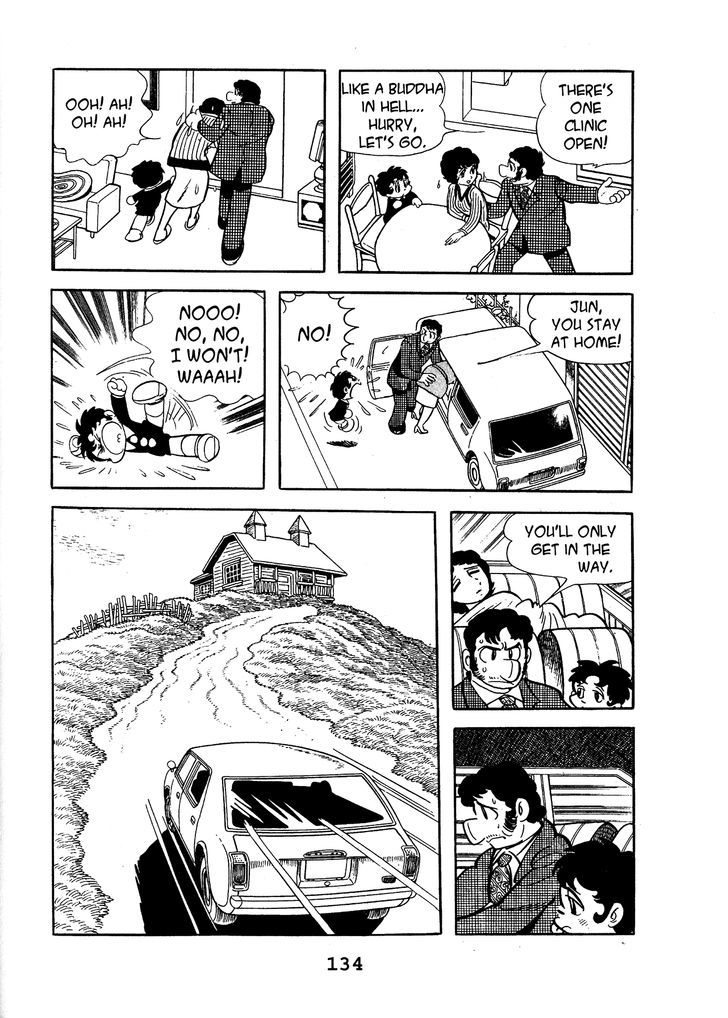 THERE'S
ONE
CLINIC
OPEN!
LIKE A BUDDHA
IN HELL...
HURRY,
LET'S GO.
OOH! AH!
OH! AH!
JUN,
YOU STAY
AT HOME!
NO!
NOOO!
NO, NO,
I WON'T!
WAAAH!
YOU'LL ONLY
GET IN THE
WAY.
134